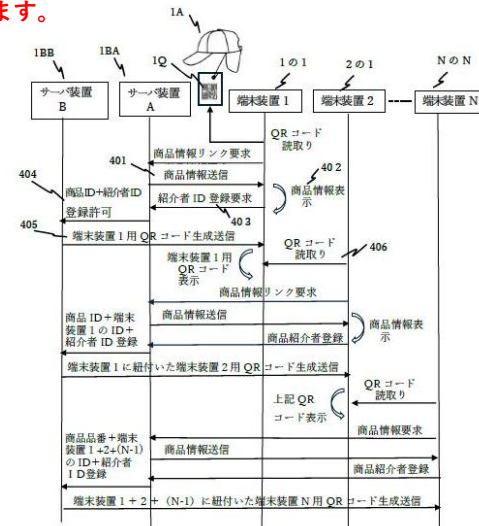 ます。
1A
1BB
1BA
1Q
1の1
2の1
NのN
サーバ装置
B
サーバ装置
A
端末装置1
端末装置2
端末装置N
QRコード
読取り
商品情報リンク要求
401
商品情報送信
402
404
商品情報表
示
商品ID+紹介者ID
紹介者ID登録要求
登録許可
403
405
端末装置1用QRコード生成送信
QRコード
読取り
406
端末装置1用
QRコード
表示
商品情報リンク要求
商品ID+端末
装置1のID+
紹介者ID登録
商品情報送信
商品情報表
示
商品紹介者登録
端末装置1に紐付いた端末装置2用QRコード生成送信
QRコード
読取り
上記QR
コード表示
商品情報要求
商品品番+端末
装置1+2+(N-1)
のID+紹介者
ID登録
商品情報送信
商品紹介者登録
端末装置1+2+(N-1)に紐付いた端末装置N用QRコード生成送信